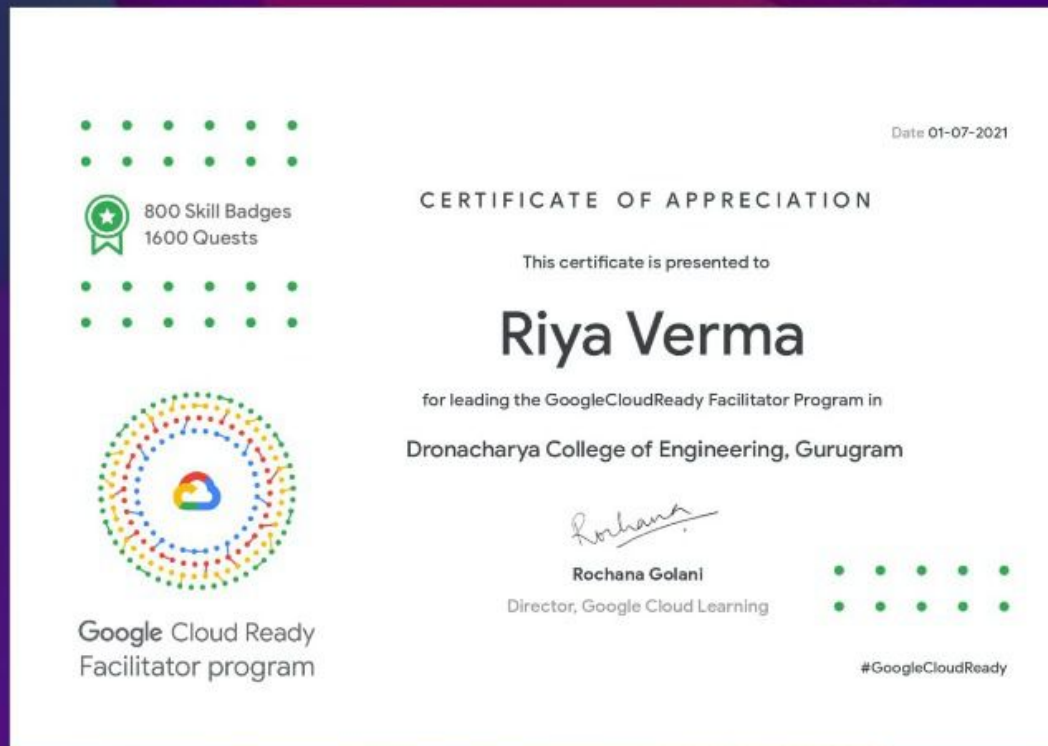 Date 01-07-2021
800 Skill Badges
1600 Quests
CERTIFICATE OF APPRECIATION
This certificate is presented to
Riya Verma
for leading the GoogleCloudReady Facilitator Program in
Dronacharya College of Engineering, Gurugram
Rochana
Rochana Golani
Director, Google Cloud Learning
Google Cloud Ready
Facilitator program
#GoogleCloudReady